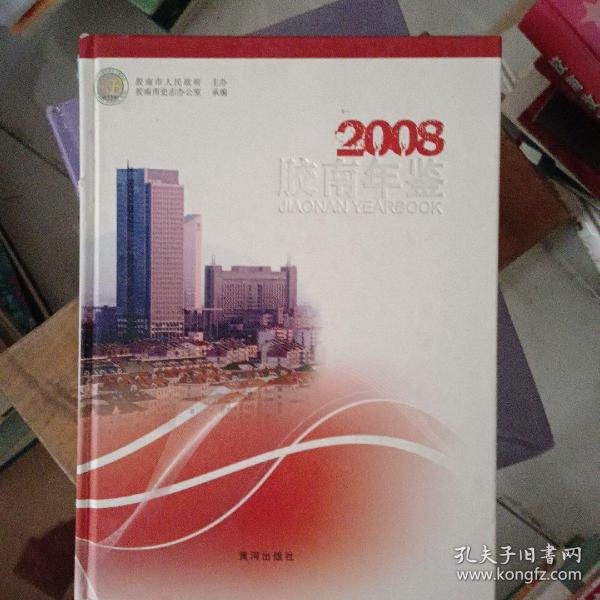 胶南市人民政府 主办
胶南市史志办公室 承编
2008
胶南年鉴
JIAONAN YEARBOOK
黄河出版社
孔夫子旧书网
www.kongfz.com